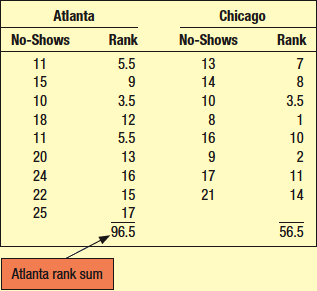 Atlanta Chicago
No-Shows Rank No-Shows Rank
11 5.5 13 7
15 9 14 8
10 3.5 10 3.5
18 12 8 1
11 5.5 16 10
20 13 9 2
24 16 17 11
22 15 21 14
25 17
96.5 56.5
Atlanta rank sum